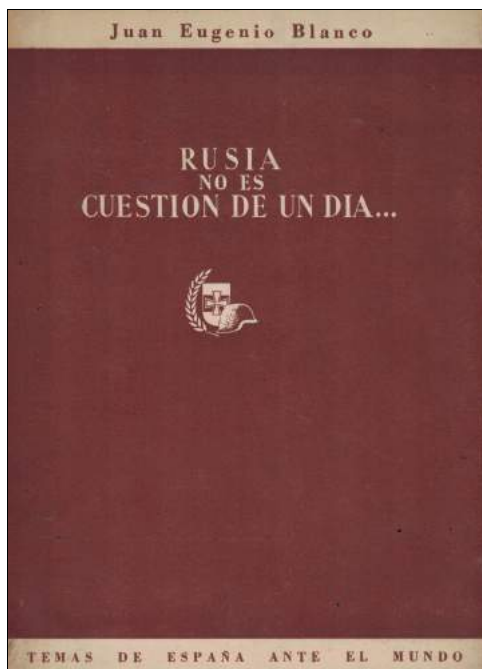 Juan Eugenio Blanco
RUSIA
NO ES
CUESTION DE UN DIA...
TEMAS DE ESPAÑA ANTE EL MUNDO